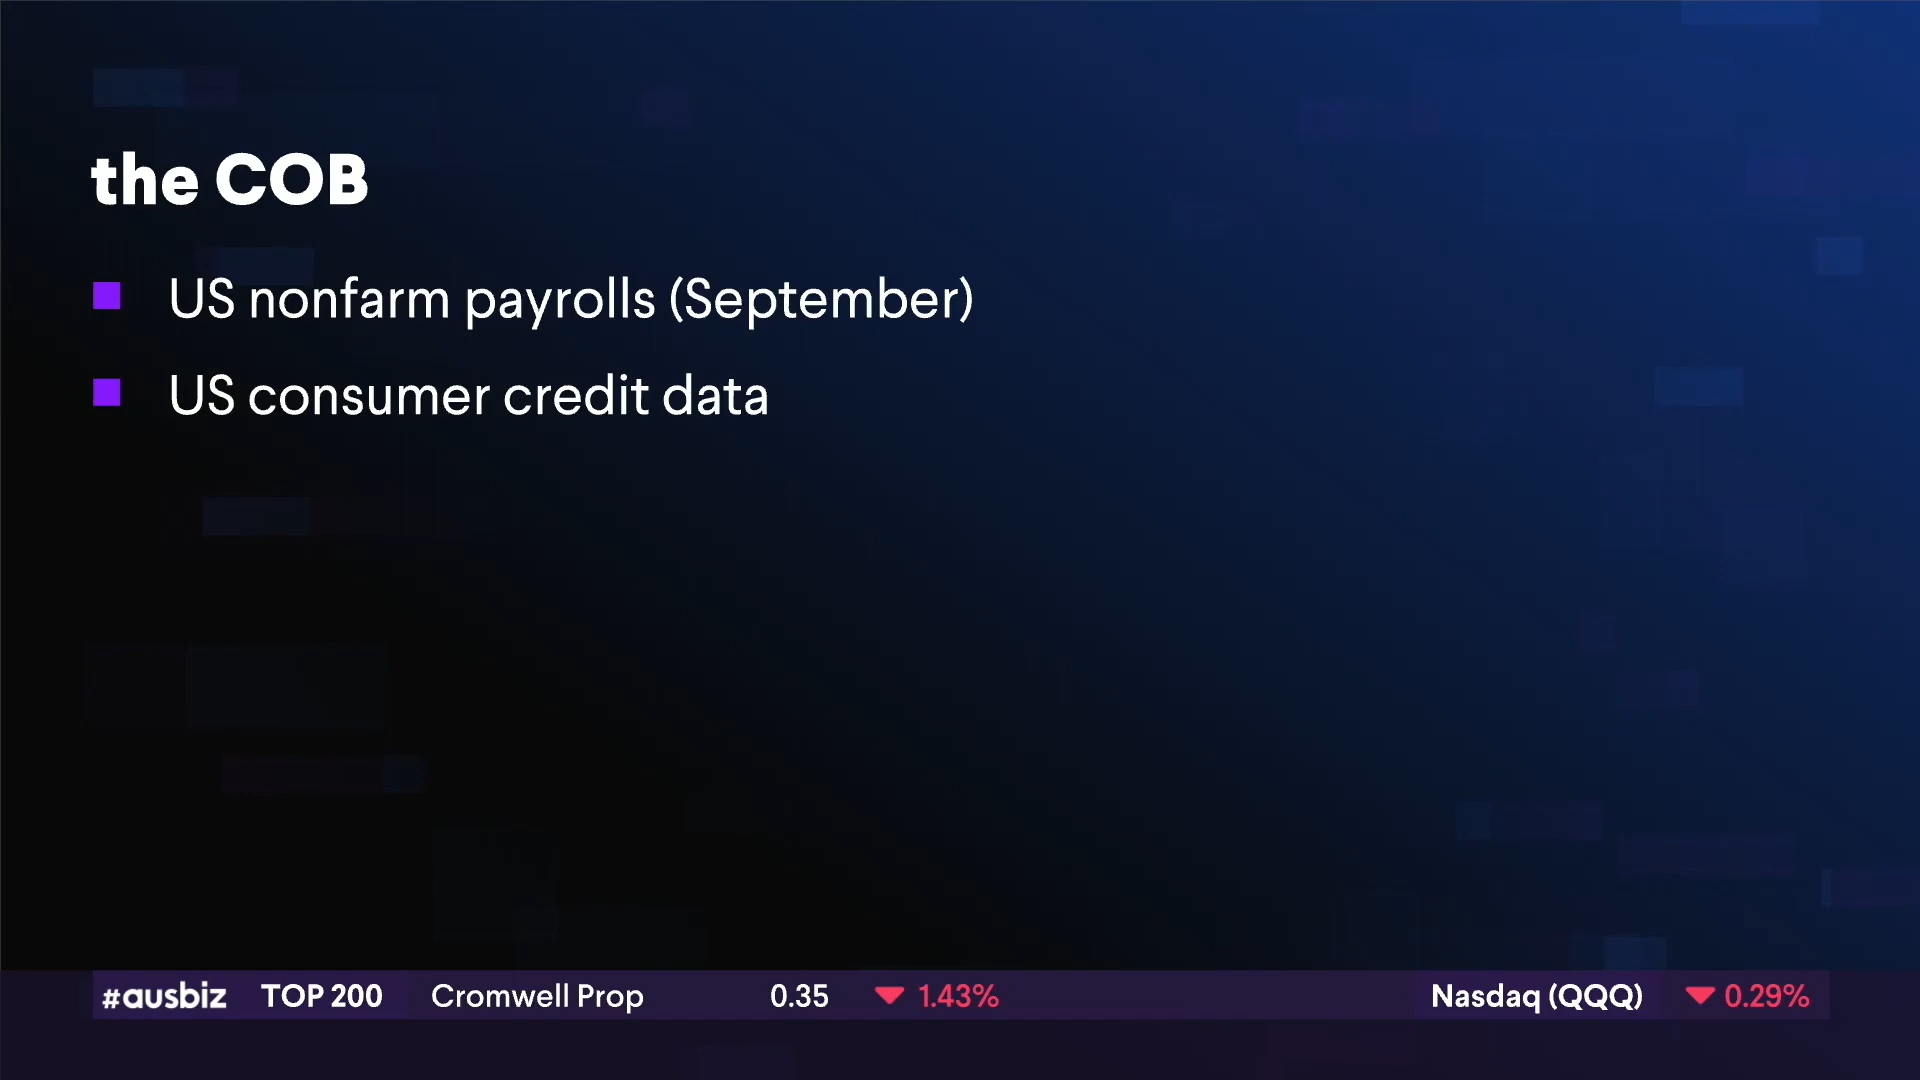 the COB
US nonfarm payrolls (September)
US consumer credit data
#ausbiz TOP 200 Cromwell Prop 0.35 1.43% Nasdaq (QQQ) 0.29%